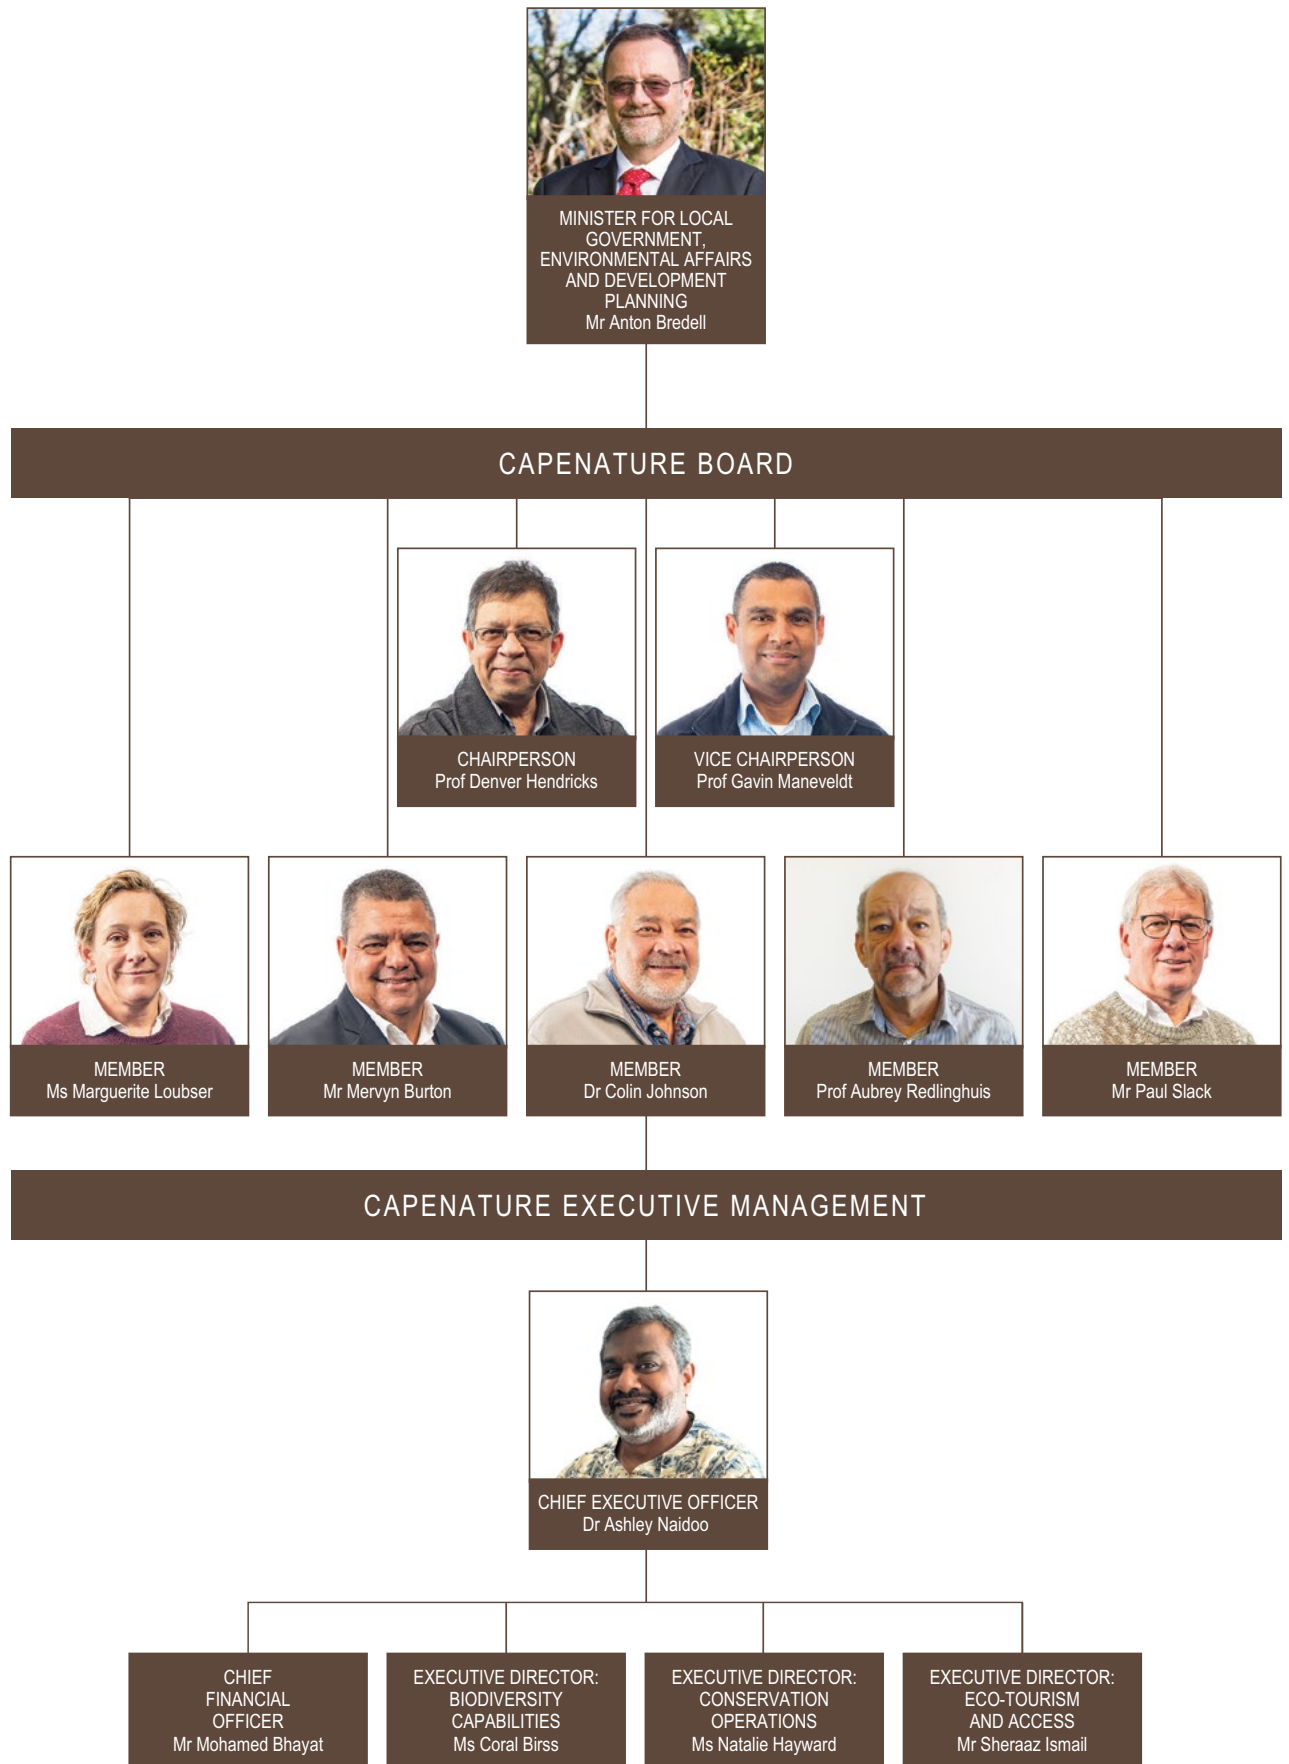 MINISTER FOR LOCAL
GOVERNMENT,
ENVIRONMENTAL AFFAIRS
AND DEVELOPMENT
PLANNING
Mr Anton Bredell
CAPENATURE BOARD
CHAIRPERSON
Prof Denver Hendricks
VICE CHAIRPERSON
Prof Gavin Maneveldt
MEMBER
Ms Marguerite Loubser
MEMBER
Mr Mervyn Burton
MEMBER
Dr Colin Johnson
MEMBER
Prof Aubrey Redlinghuis
MEMBER
Mr Paul Slack
CAPENATURE EXECUTIVE MANAGEMENT
CHIEF EXECUTIVE OFFICER
Dr Ashley Naidoo
CHIEF
FINANCIAL
OFFICER
Mr Mohamed Bhayat
EXECUTIVE DIRECTOR:
BIODIVERSITY
CAPABILITIES
Ms Coral Birss
EXECUTIVE DIRECTOR:
CONSERVATION
OPERATIONS
Ms Natalie Hayward
EXECUTIVE DIRECTOR:
ECO-TOURISM
AND ACCESS
Mr Sheraaz Ismail